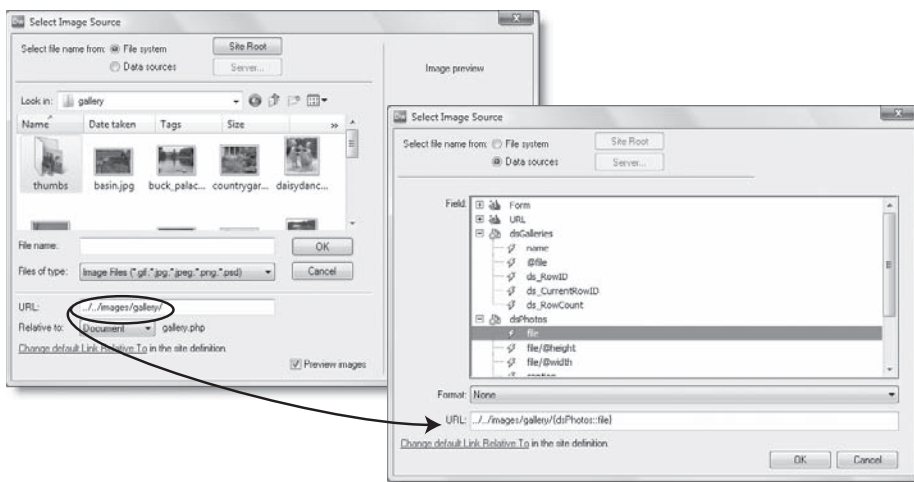 Select Image Source
Select file name from: File system
Site Root
Data sources
Server...
Image preview
Look in: gallery
Name Date taken Tags Size »
thumbs basin.jpg buck_palac... countrygar... daisydanc...
File name:
OK
Files of type: Image Files (*.gif;*.jpg;*.jpeg;*.png;*.psd)
Cancel
URL: ../../images/gallery/
Relative to: Document gallery.php
Change default Link Relative To in the site definition.
Preview images
Select Image Source
Select file name from: File system
Site Root
Data sources
Server...
Field: Form
URL
dsGalleries
name
@file
ds_RowID
ds_CurrentRowID
ds_RowCount
dsPhotos
file
file/@height
file/@width
caption
Format: None
URL: ../../images/gallery/{dsPhotos::file}
Change default Link Relative To in the site definition.
OK
Cancel